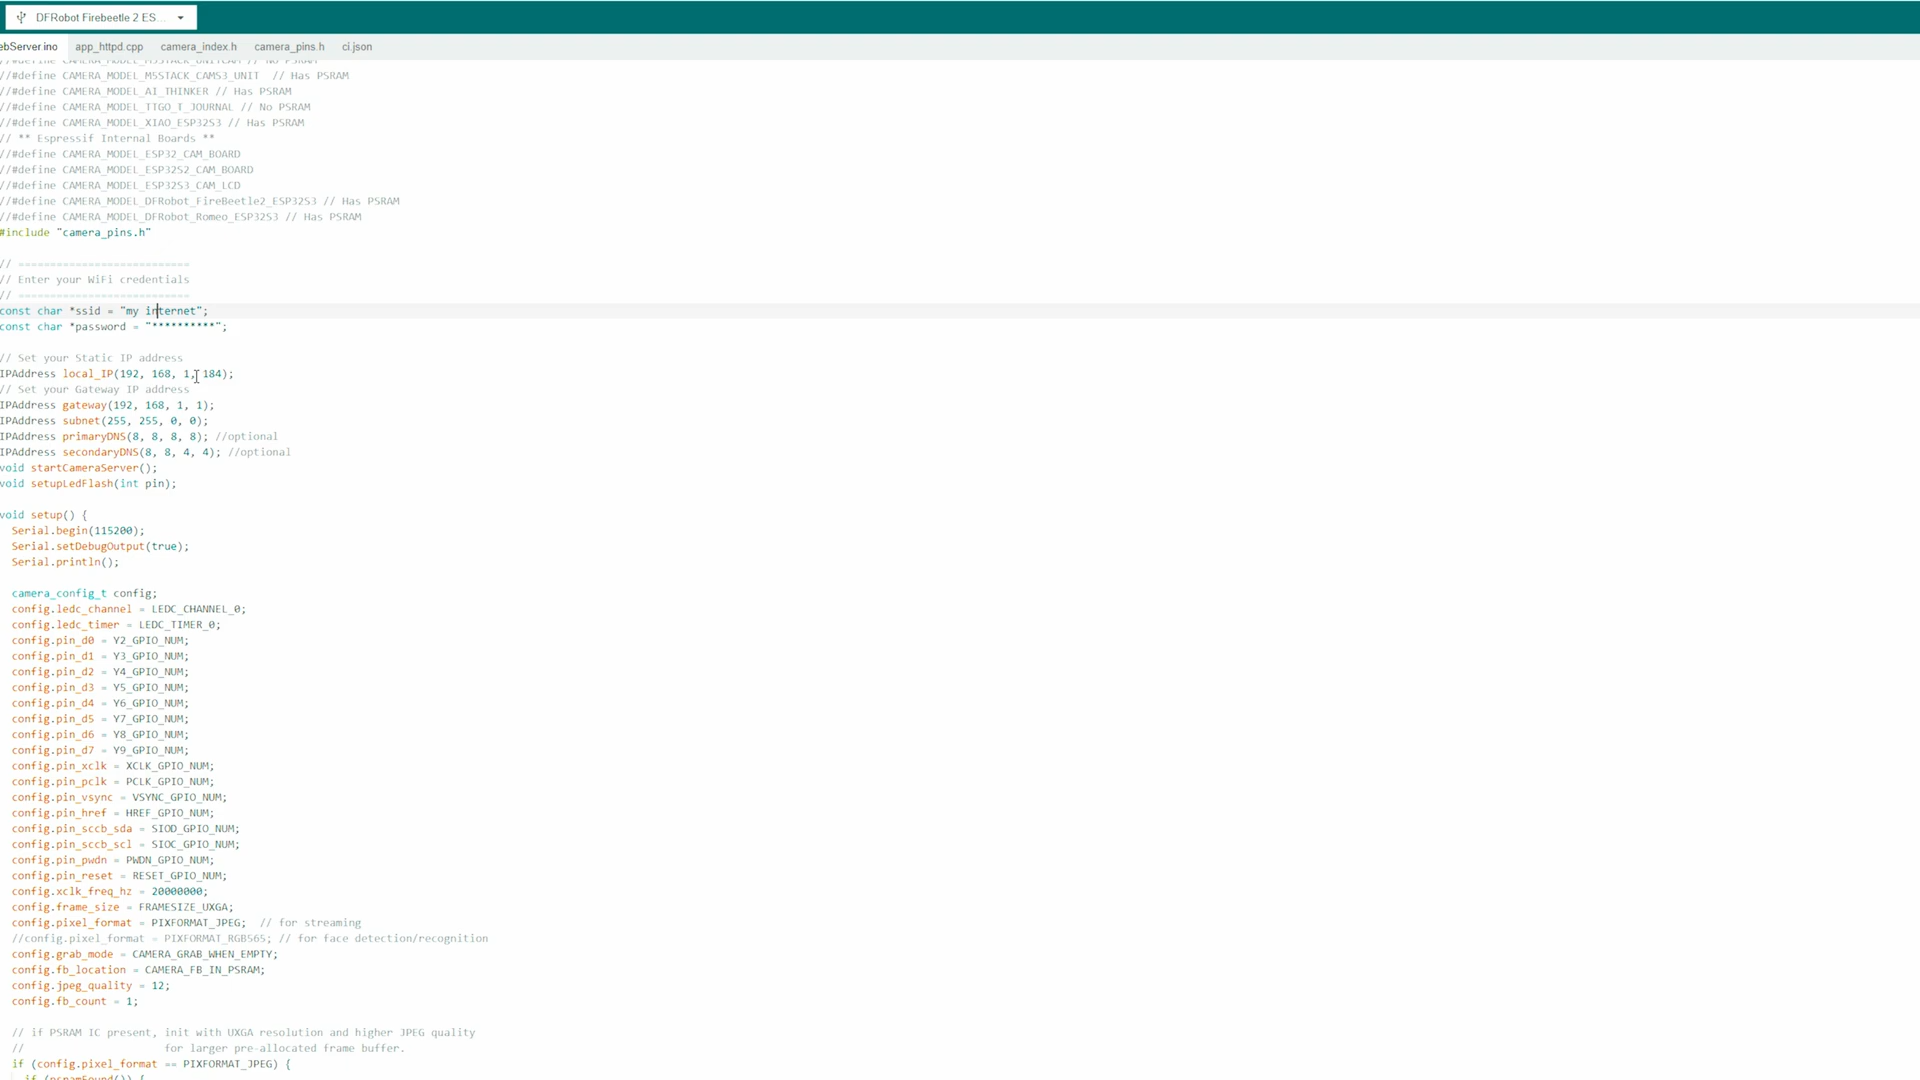 DFRobot Firebeetle 2 ES...
ebServer.ino app_httpd.cpp camera_index.h camera_pins.h ci.json
//#define CAMERA_MODEL_M5STACK_UNITCAM // No PSRAM
//#define CAMERA_MODEL_M5STACK_CAMS3_UNIT  // Has PSRAM
//#define CAMERA_MODEL_AI_THINKER // Has PSRAM
//#define CAMERA_MODEL_TTGO_T_JOURNAL // No PSRAM
//#define CAMERA_MODEL_XIAO_ESP32S3 // Has PSRAM
// ** Espressif Internal Boards **
//#define CAMERA_MODEL_ESP32_CAM_BOARD
//#define CAMERA_MODEL_ESP32S2_CAM_BOARD
//#define CAMERA_MODEL_ESP32S3_CAM_LCD
//#define CAMERA_MODEL_DFRobot_FireBeetle2_ESP32S3 // Has PSRAM
//#define CAMERA_MODEL_DFRobot_Romeo_ESP32S3 // Has PSRAM
#include "camera_pins.h"
// ===========================
// Enter your WiFi credentials
// ===========================
const char *ssid = "my internet";
const char *password = "**********";
// Set your Static IP address
IPAddress local_IP(192, 168, 1, 184);
// Set your Gateway IP address
IPAddress gateway(192, 168, 1, 1);
IPAddress subnet(255, 255, 0, 0);
IPAddress primaryDNS(8, 8, 8, 8); //optional
IPAddress secondaryDNS(8, 8, 4, 4); //optional
void startCameraServer();
void setupLedFlash(int pin);
void setup() {
Serial.begin(115200);
Serial.setDebugOutput(true);
Serial.println();
camera_config_t config;
config.ledc_channel = LEDC_CHANNEL_0;
config.ledc_timer = LEDC_TIMER_0;
config.pin_d0 = Y2_GPIO_NUM;
config.pin_d1 = Y3_GPIO_NUM;
config.pin_d2 = Y4_GPIO_NUM;
config.pin_d3 = Y5_GPIO_NUM;
config.pin_d4 = Y6_GPIO_NUM;
config.pin_d5 = Y7_GPIO_NUM;
config.pin_d6 = Y8_GPIO_NUM;
config.pin_d7 = Y9_GPIO_NUM;
config.pin_xclk = XCLK_GPIO_NUM;
config.pin_pclk = PCLK_GPIO_NUM;
config.pin_vsync = VSYNC_GPIO_NUM;
config.pin_href = HREF_GPIO_NUM;
config.pin_sccb_sda = SIOD_GPIO_NUM;
config.pin_sccb_scl = SIOC_GPIO_NUM;
config.pin_pwdn = PWDN_GPIO_NUM;
config.pin_reset = RESET_GPIO_NUM;
config.xclk_freq_hz = 20000000;
config.frame_size = FRAMESIZE_UXGA;
config.pixel_format = PIXFORMAT_JPEG;  // for streaming
//config.pixel_format = PIXFORMAT_RGB565; // for face detection/recognition
config.grab_mode = CAMERA_GRAB_WHEN_EMPTY;
config.fb_location = CAMERA_FB_IN_PSRAM;
config.jpeg_quality = 12;
config.fb_count = 1;
// if PSRAM IC present, init with UXGA resolution and higher JPEG quality
//                      for larger pre-allocated frame buffer.
if (config.pixel_format == PIXFORMAT_JPEG) {
if (psramFound()) {